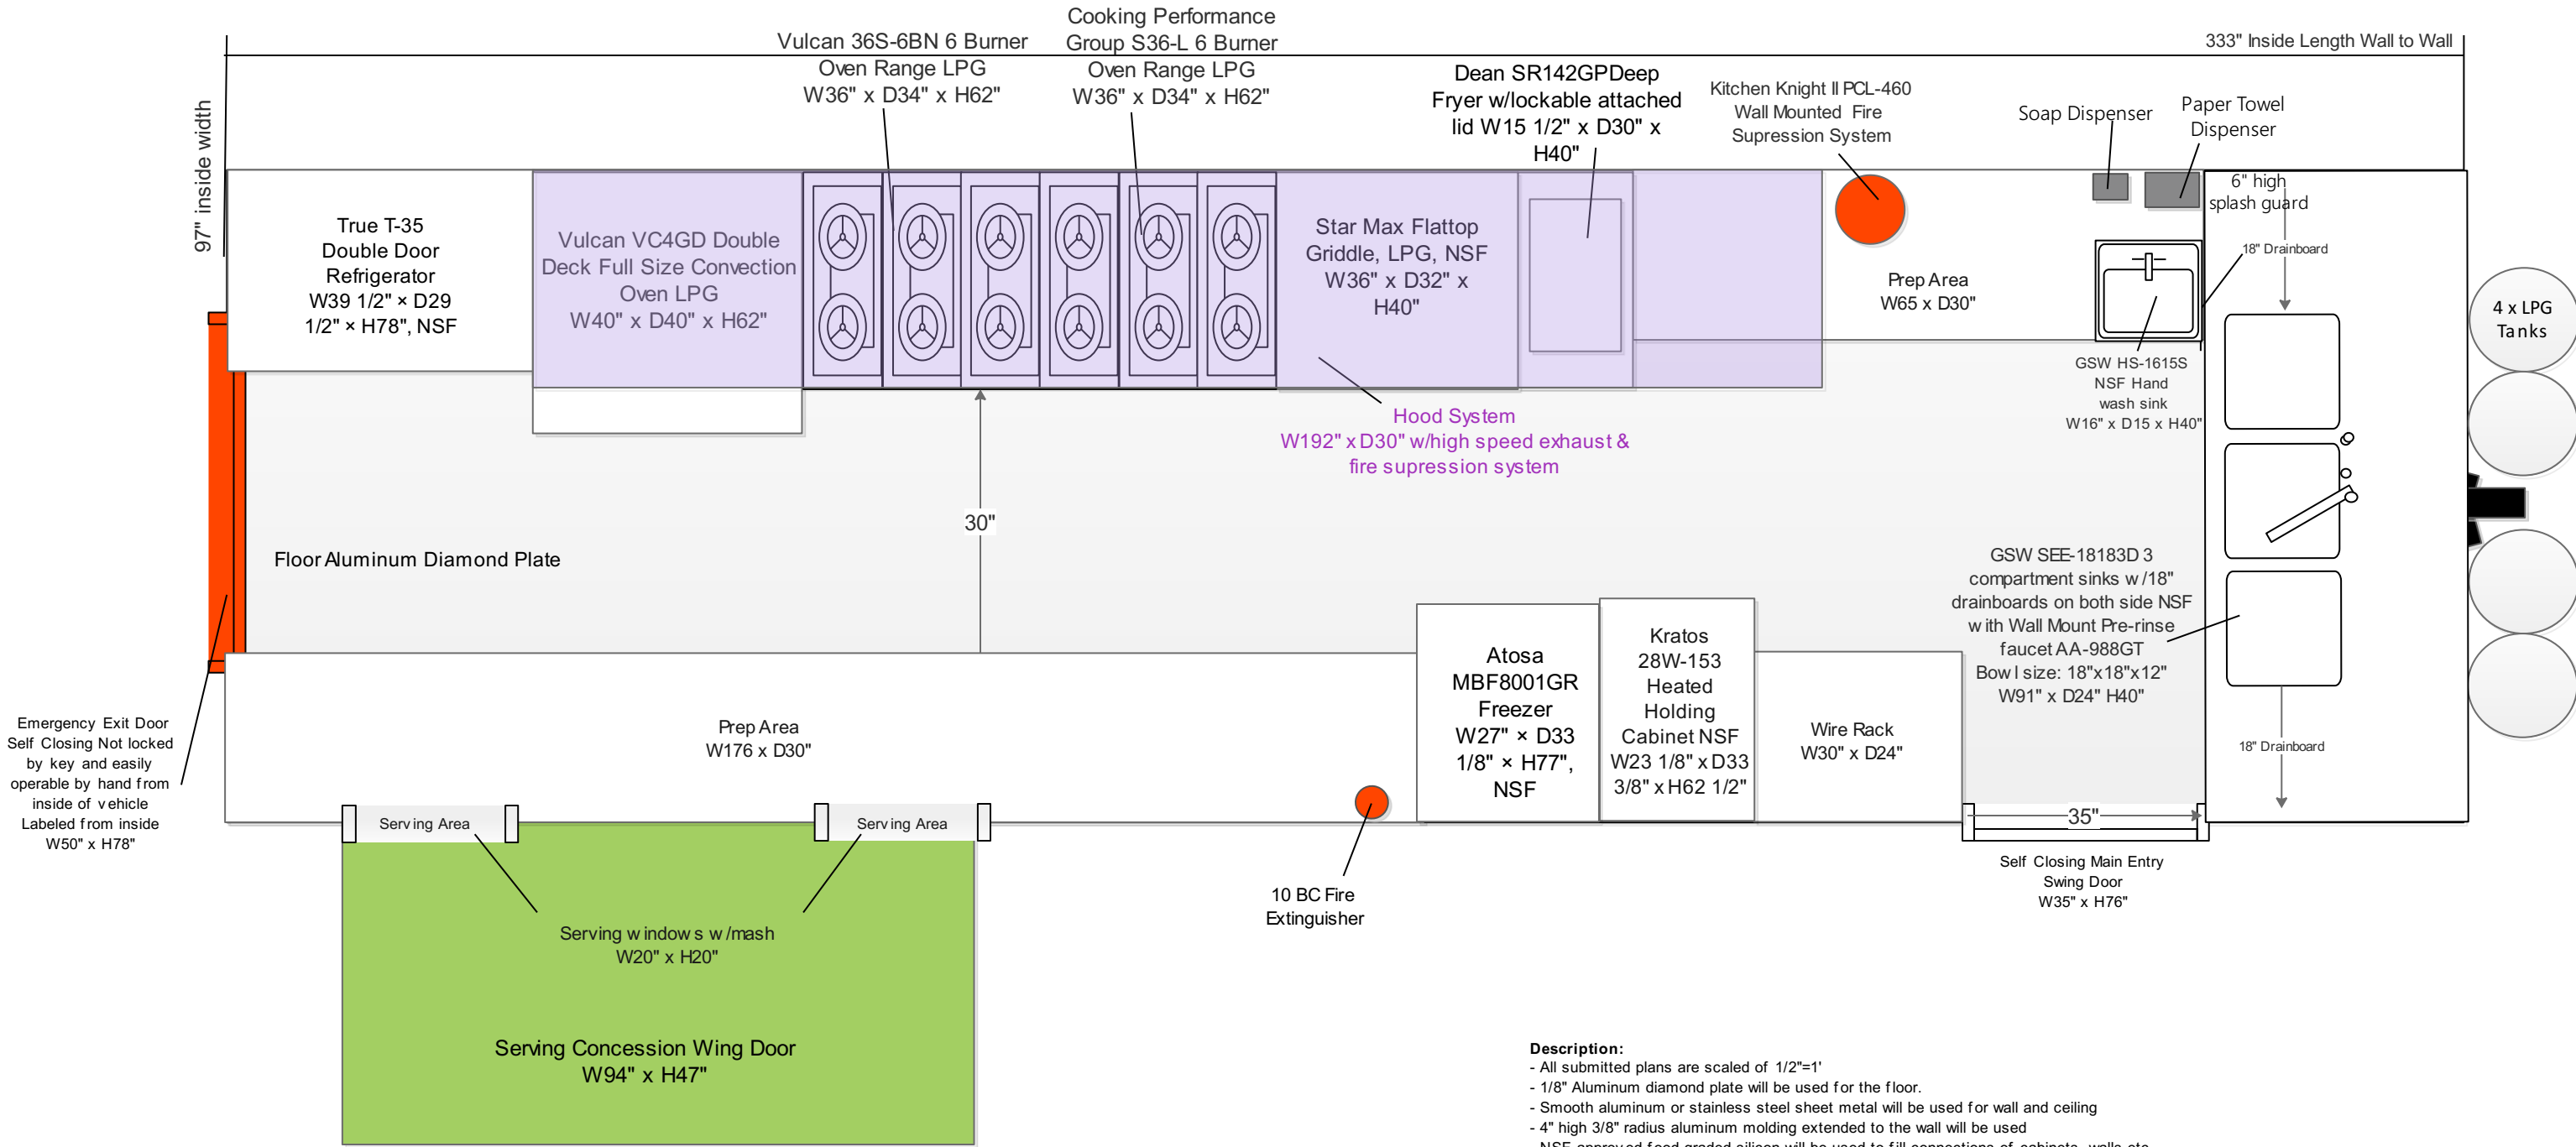 Vulcan 36S-6BN 6 Burner
Oven Range LPG
W36" x D34" x H62"
Cooking Performance
Group S36-L 6 Burner
Oven Range LPG
W36" x D34" x H62"
333" Inside Length Wall to Wall
97" inside width
Dean SR142GPDeep
Fryer w/lockable attached
lid W15 1/2" x D30" x
H40"
Kitchen Knight II PCL-460
Wall Mounted Fire
Supression System
Soap Dispenser
Paper Towel
Dispenser
True T-35
Double Door
Refrigerator
W39 1/2" × D29
1/2" × H78", NSF
Vulcan VC4GD Double
Deck Full Size Convection
Oven LPG
W40" x D40" x H62"
Star Max Flattop
Griddle, LPG, NSF
W36" x D32" x
H40"
Prep Area
W65 x D30"
6" high
splash guard
18" Drainboard
4 x LPG
Tanks
GSW HS-1615S
NSF Hand
wash sink
W16" x D15 x H40"
Hood System
W192" x D30" w/high speed exhaust &
fire supression system
30"
Floor Aluminum Diamond Plate
GSW SEE-18183D 3
compartment sinks w/18"
drainboards on both side NSF
with Wall Mount Pre-rinse
faucet AA-988GT
Bowl size: 18"x18"x12"
W91" x D24" H40"
Emergency Exit Door
Self Closing Not locked
by key and easily
operable by hand from
inside of vehicle
Labeled from inside
W50" x H78"
Prep Area
W176 x D30"
Atosa
MBF8001GR
Freezer
W27" × D33
1/8" × H77",
NSF
Kratos
28W-153
Heated
Holding
Cabinet NSF
W23 1/8" x D33
3/8" x H62 1/2"
Wire Rack
W30" x D24"
18" Drainboard
Serving Area
Serving Area
35"
Self Closing Main Entry
Swing Door
W35" x H76"
10 BC Fire
Extinguisher
Serving windows w/mash
W20" x H20"
Serving Concession Wing Door
W94" x H47"
Description:
- All submitted plans are scaled of 1/2"=1'
- 1/8" Aluminum diamond plate will be used for the floor.
- Smooth aluminum or stainless steel sheet metal will be used for wall and ceiling
- 4" high 3/8" radius aluminum molding extended to the wall will be used
- NSF approved food graded silicon will be used to fill connections of cabinets, walls etc.